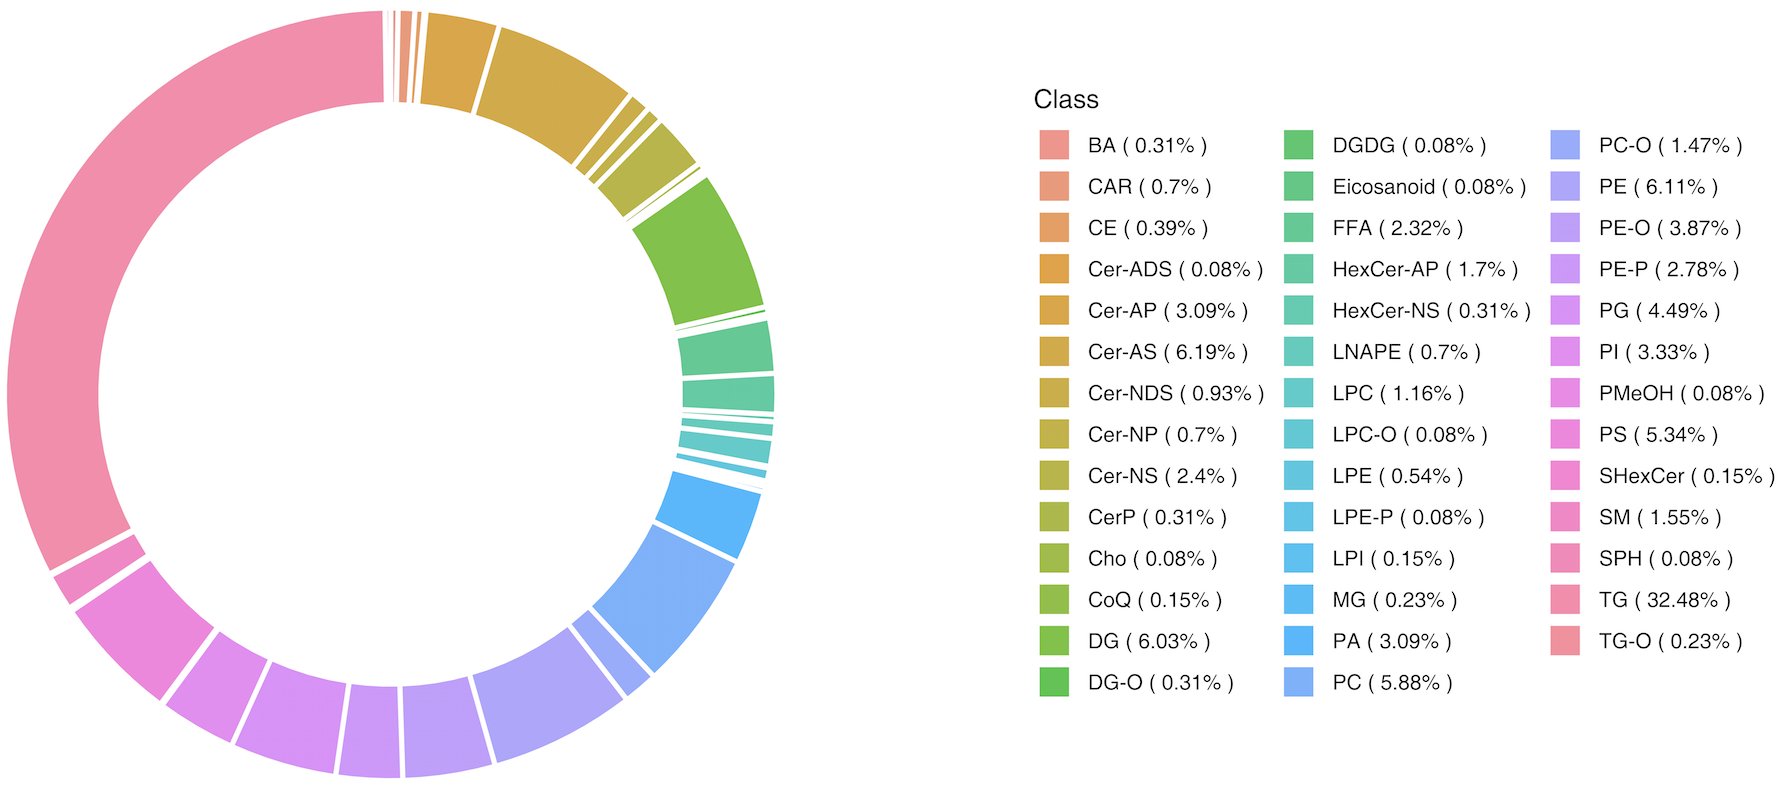 Class
BA ( 0.31% )
CAR ( 0.7% )
CE ( 0.39% )
Cer-ADS ( 0.08% )
Cer-AP ( 3.09% )
Cer-AS ( 6.19% )
Cer-NDS ( 0.93% )
Cer-NP ( 0.7% )
Cer-NS ( 2.4% )
CerP ( 0.31% )
Cho ( 0.08% )
CoQ ( 0.15% )
DG ( 6.03% )
DG-O ( 0.31% )
DGDG ( 0.08% )
Eicosanoid ( 0.08% )
FFA ( 2.32% )
HexCer-AP ( 1.7% )
HexCer-NS ( 0.31% )
LNAPE ( 0.7% )
LPC ( 1.16% )
LPC-O ( 0.08% )
LPE ( 0.54% )
LPE-P ( 0.08% )
LPI ( 0.15% )
MG ( 0.23% )
PA ( 3.09% )
PC ( 5.88% )
PC-O ( 1.47% )
PE ( 6.11% )
PE-O ( 3.87% )
PE-P ( 2.78% )
PG ( 4.49% )
PI ( 3.33% )
PMeOH ( 0.08% )
PS ( 5.34% )
SHexCer ( 0.15% )
SM ( 1.55% )
SPH ( 0.08% )
TG ( 32.48% )
TG-O ( 0.23% )